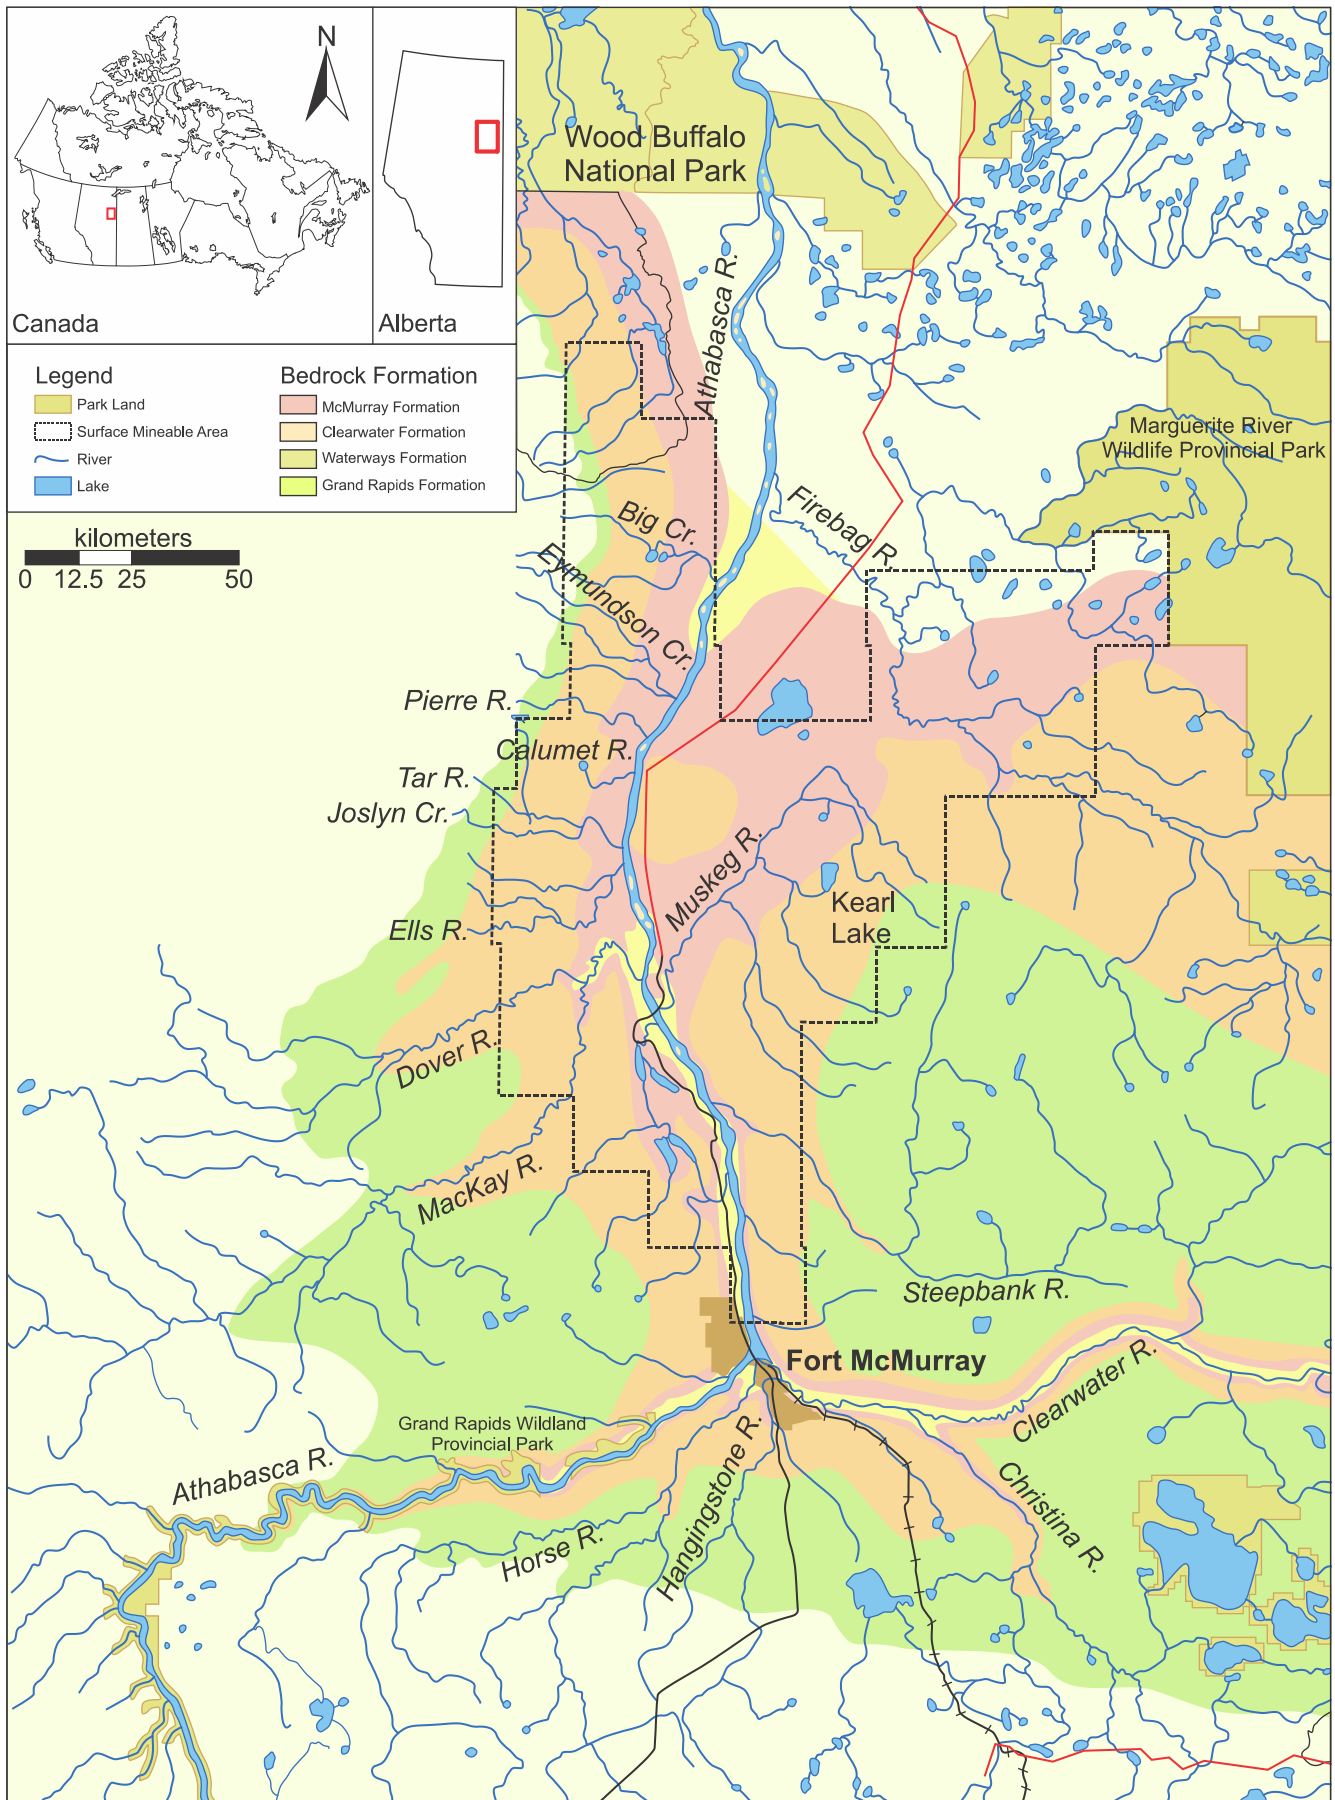 N
Canada
Alberta
Legend
Park Land
Surface Mineable Area
River
Lake
Bedrock Formation
McMurray Formation
Clearwater Formation
Waterways Formation
Grand Rapids Formation
kilometers
0 12.5 25 50
Wood Buffalo
National Park
Athabasca R.
Marguerite River
Wildlife Provincial Park
Firebag R.
Big Cr.
Eymundson Cr.
Pierre R.
Calumet R.
Tar R.
Joslyn Cr.
Muskeg R.
Kearl
Lake
Ells R.
Dover R.
MacKay R.
Steepbank R.
Fort McMurray
Clearwater R.
Grand Rapids Wildland
Provincial Park
Athabasca R.
Hangingstone R.
Christina R.
Horse R.